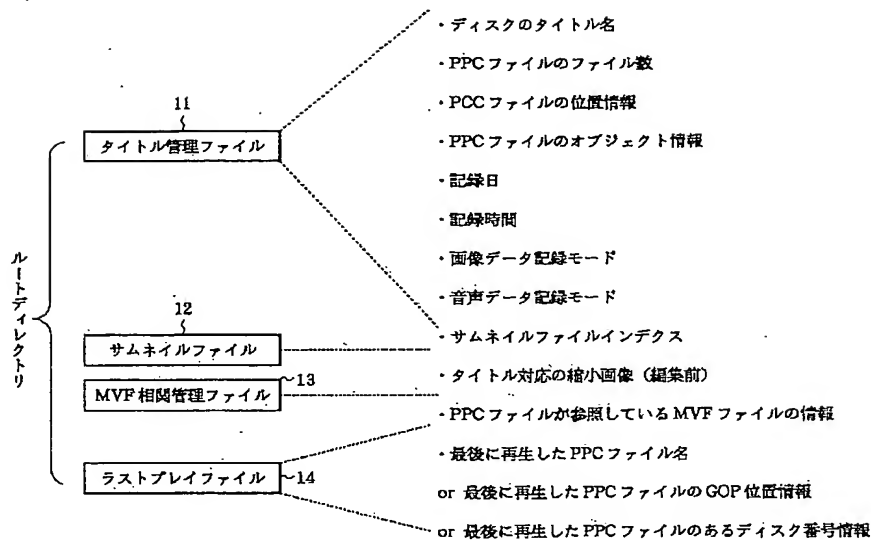 ルートディレクトリ
11
タイトル管理ファイル
12
サムネイルファイル
13
MVF相関管理ファイル
ラストプレイファイル
14
・ディスクのタイトル名
・PPCファイルのファイル数
・PCCファイルの位置情報
・PPCファイルのオブジェクト情報
・記録日
・記録時間
・画像データ記録モード
・音声データ記録モード
・サムネイルファイルインデクス
・タイトル対応の縮小画像（編集前）
・PPCファイルが参照しているMVFファイルの情報
・最後に再生したPPCファイル名
or 最後に再生したPPCファイルのGOP位置情報
or 最後に再生したPPCファイルのあるディスク番号情報